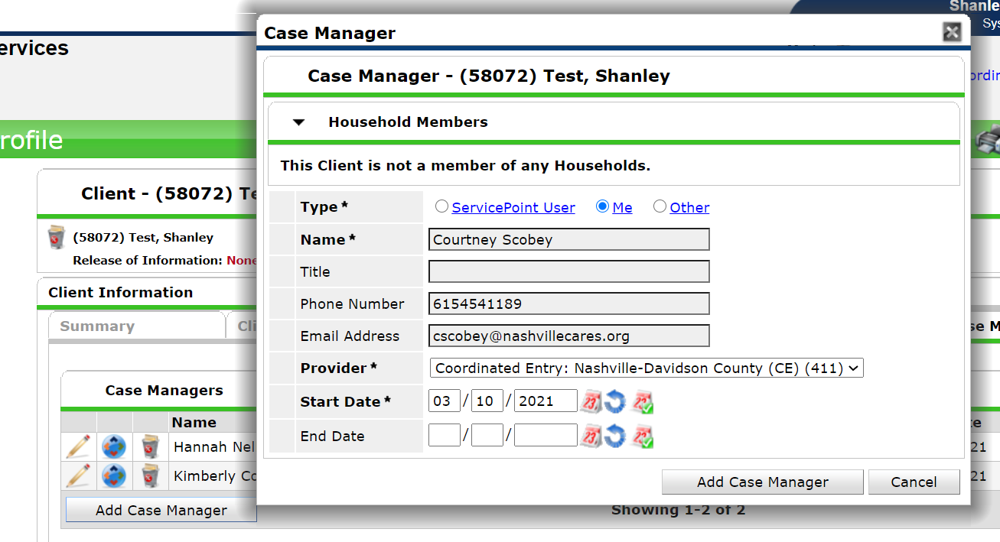 Shanle
Sys
ervices
ordin
rofile
Client - (58072) Te
(58072) Test, Shanley
Release of Information: None
Client Information
Summary
Cli
se M
Case Managers
Name
te
Hannah Nel
21
Kimberly Co
21
Add Case Manager
Showing 1-2 of 2
Case Manager
Case Manager - (58072) Test, Shanley
Household Members
This Client is not a member of any Households.
Type* ServicePoint User Me Other
Name* Courtney Scobey
Title
Phone Number 6154541189
Email Address cscobey@nashvillecares.org
Provider* Coordinated Entry: Nashville-Davidson County (CE) (411)
Start Date* 03 / 10 / 2021
End Date / /
Add Case Manager Cancel